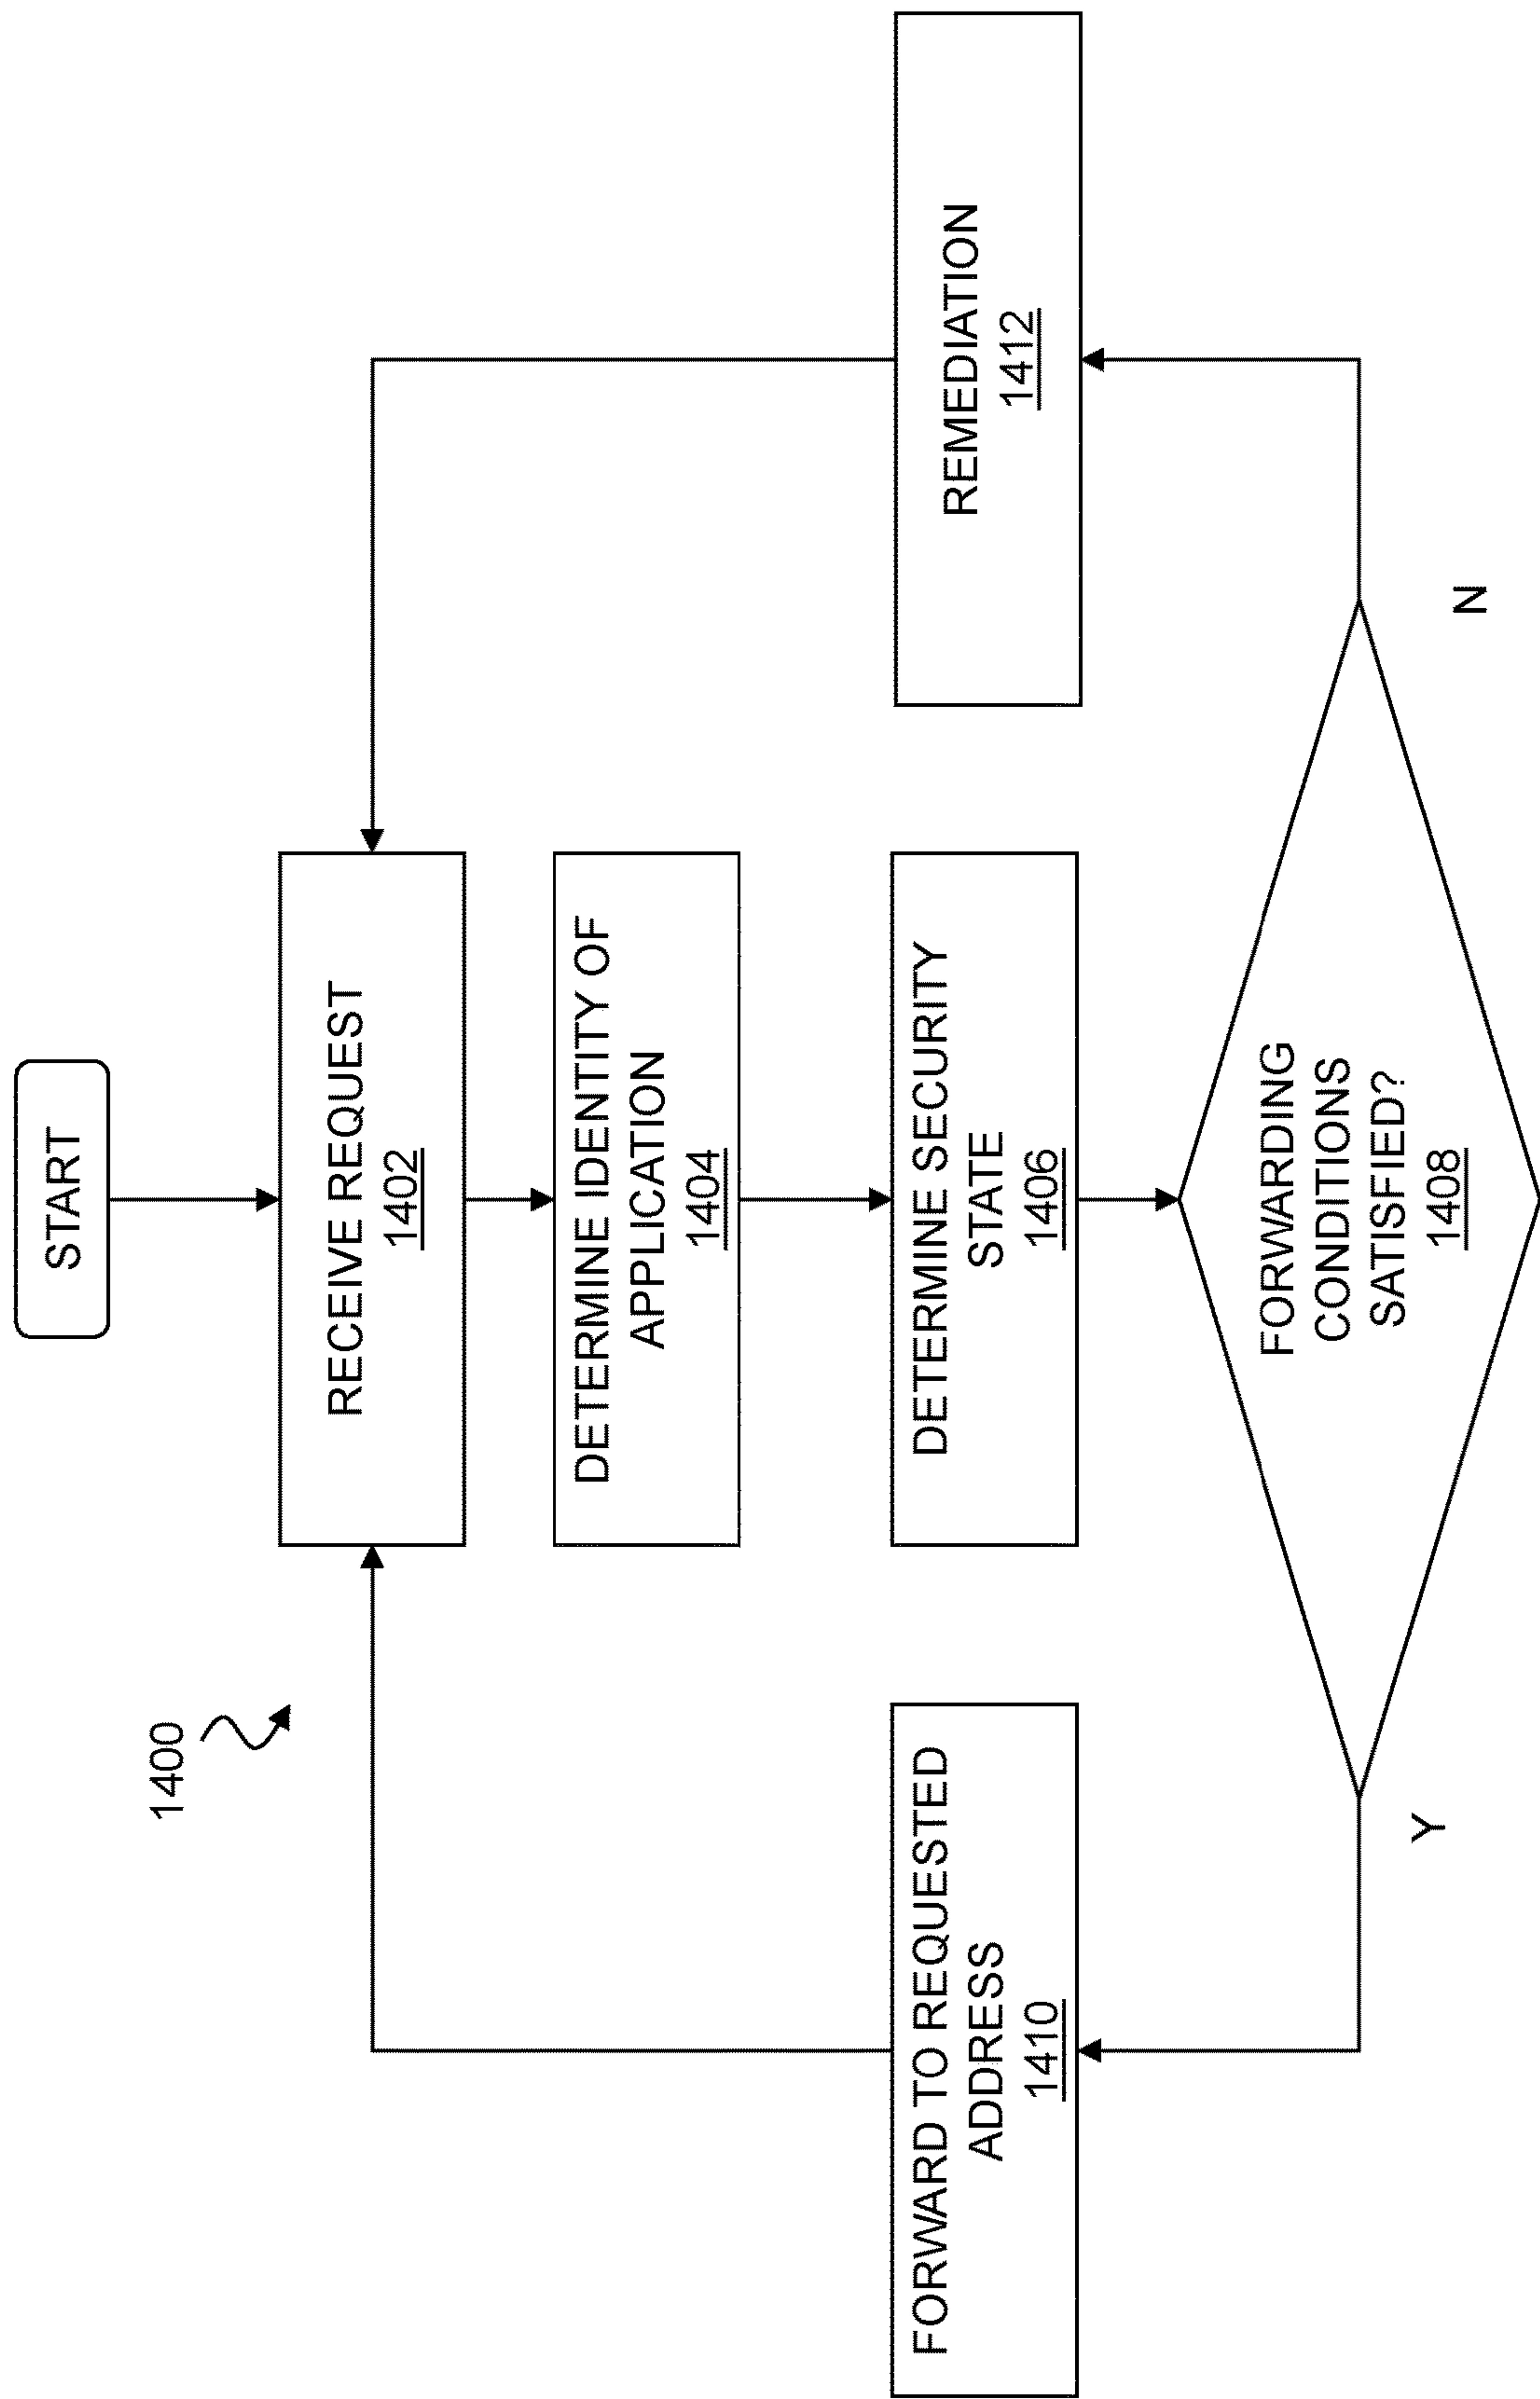 1400
START
RECEIVE REQUEST
1402
DETERMINE IDENTITY OF
APPLICATION
1404
DETERMINE SECURITY
STATE
1406
FORWARDING
CONDITIONS
SATISFIED?
1408
Y
N
FORWARD TO REQUESTED
ADDRESS
1410
REMEDIATION
1412